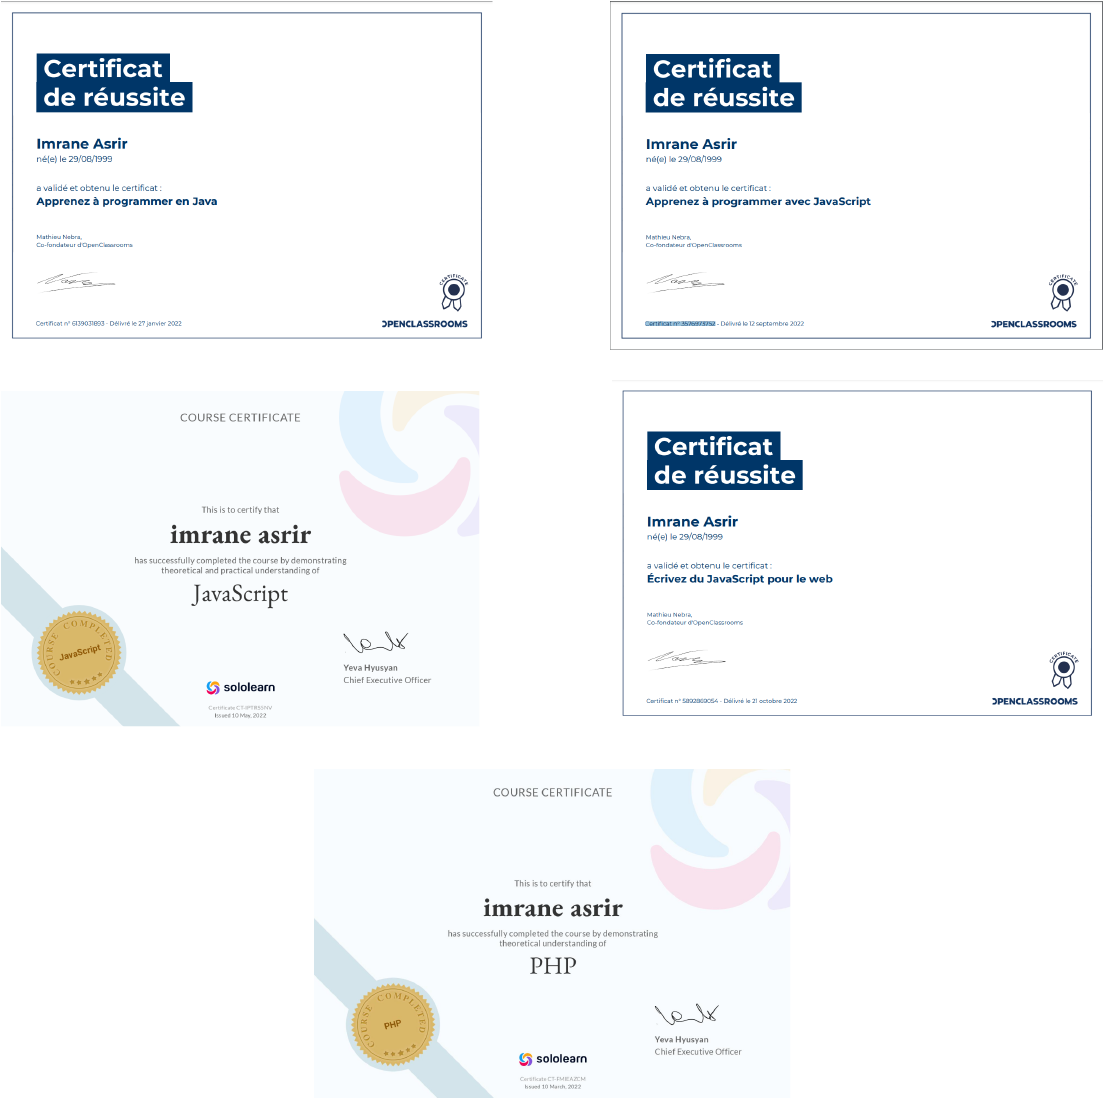 Certificat
de réussite
Imrane Asrir
né(e) le 29/08/1999
a validé et obtenu le certificat :
Apprenez à programmer en Java
Mathieu Nebra,
Co-fondateur d'OpenClassrooms
CERTIFICATE
Certificat n° 6139031893 - Délivré le 27 janvier 2022
OPENCLASSROOMS
Certificat
de réussite
Imrane Asrir
né(e) le 29/08/1999
a validé et obtenu le certificat :
Apprenez à programmer avec JavaScript
Mathieu Nebra,
Co-fondateur d'OpenClassrooms
CERTIFICATE
Certificat n° - Délivré le 12 septembre 2022
OPENCLASSROOMS
COURSE CERTIFICATE
This is to certify that
imrane asrir
has successfully completed the course by demonstrating
theoretical and practical understanding of
JavaScript
COURSE COMPLETED
JavaScript
Yeva Hyusyan
Chief Executive Officer
sololearn
Certificate
Issued 10 May, 2022
Certificat
de réussite
Imrane Asrir
né(e) le 29/08/1999
a validé et obtenu le certificat :
Écrivez du JavaScript pour le web
Mathieu Nebra,
Co-fondateur d'OpenClassrooms
CERTIFICATE
Certificat n° 5892869054 - Délivré le 21 octobre 2022
OPENCLASSROOMS
COURSE CERTIFICATE
This is to certify that
imrane asrir
has successfully completed the course by demonstrating
theoretical understanding of
PHP
COURSE COMPLETED
PHP
Yeva Hyusyan
Chief Executive Officer
sololearn
Certificate
Issued 10 March, 2022